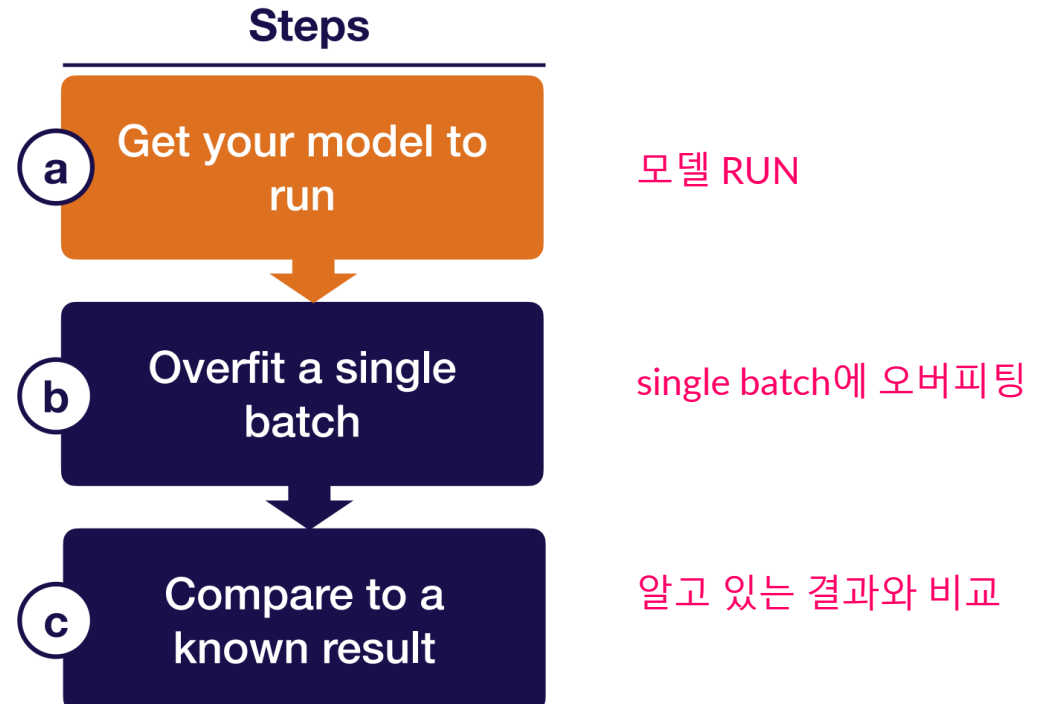 Steps
a
Get your model to
run
모델 RUN
b
Overfit a single
batch
single batch에 오버피팅
c
Compare to a
known result
알고 있는 결과와 비교